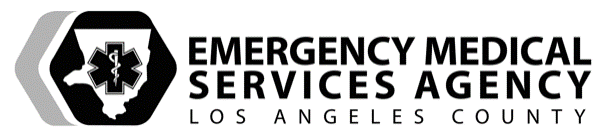 EMERGENCY MEDICAL
SERVICES AGENCY
LOS ANGELES COUNTY